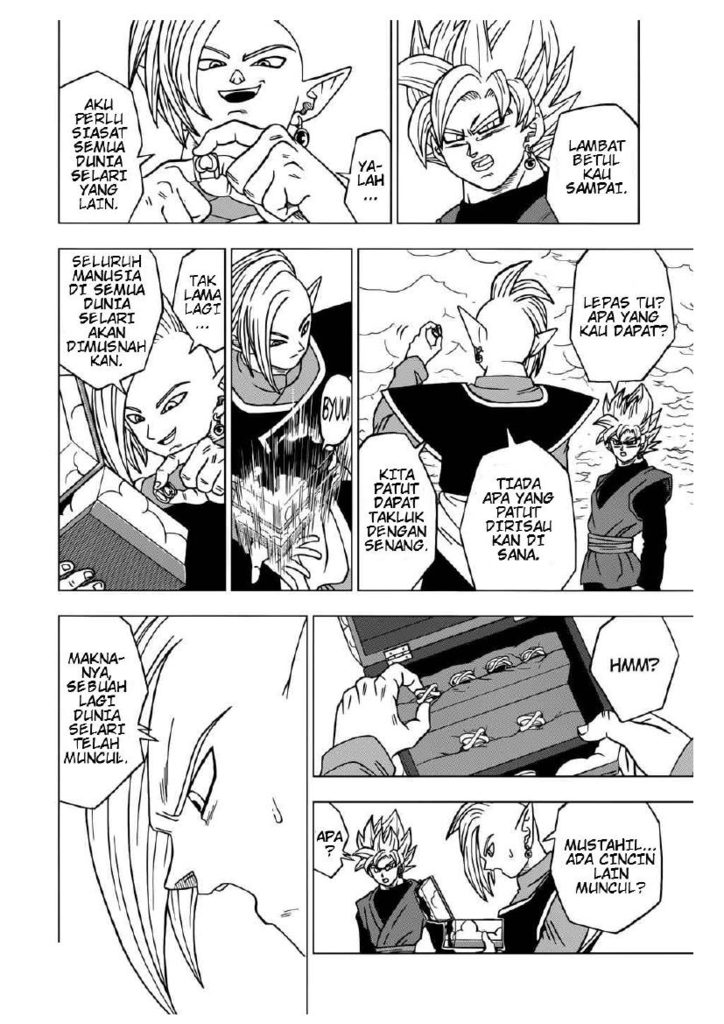 LAMBAT
BETUL
KAU
SAMPAI.
YA-
LAH
...
AKU
PERLU
SIASAT
SEMUA
DUNIA
SELARI
YANG
LAIN.
LEPAS TU?
APA YANG
KAU DAPAT?
TIADA
APA YANG
PATUT
DIRISAU
KAN DI
SANA.
KITA
PATUT
DAPAT
TAKLUK
DENGAN
SENANG.
BYUU
TAK
LAMA
LAGI
...
SELURUH
MANUSIA
DI SEMUA
DUNIA
SELARI
AKAN
DIMUSNAH
KAN.
HMM?
MUSTAHIL...
ADA CINCIN
LAIN
MUNCUL?
APA
?
MAKNA-
NYA,
SEBUAH
LAGI
DUNIA
SELARI
TELAH
MUNCUL.